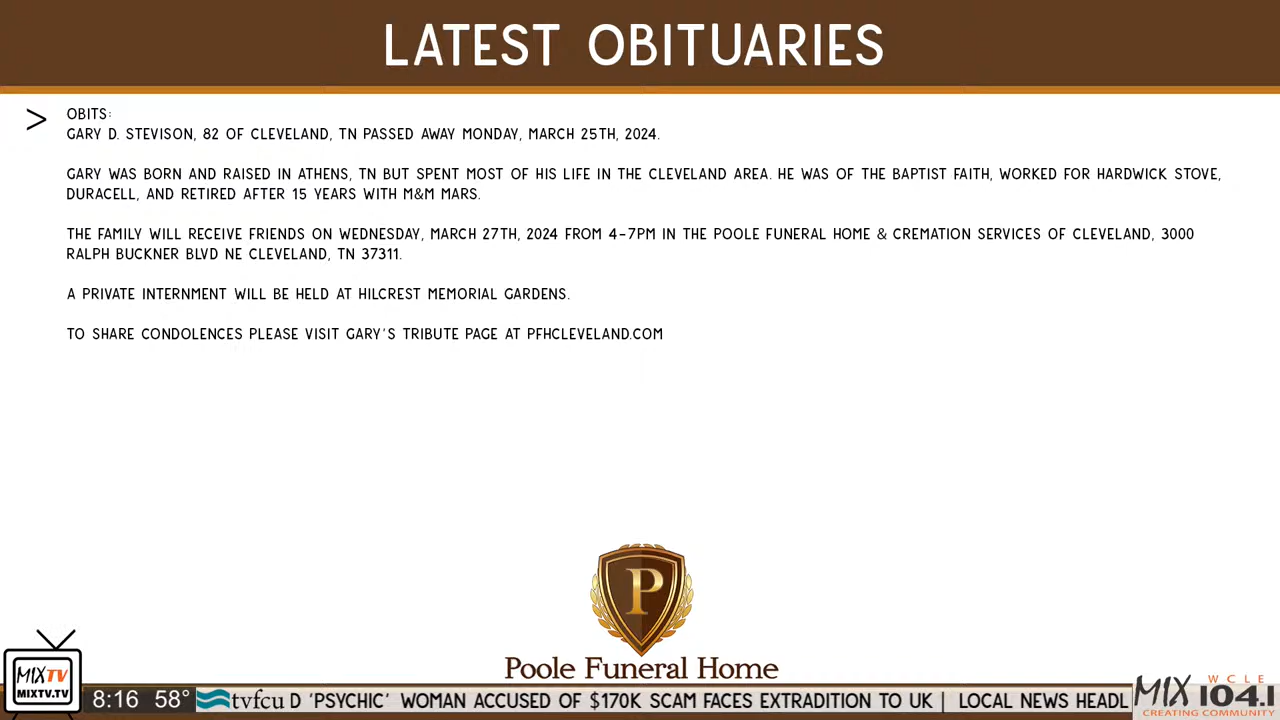 LATEST OBITUARIES
> OBITS:
GARY D. STEVISON, 82 OF CLEVELAND, TN PASSED AWAY MONDAY, MARCH 25TH, 2024.
GARY WAS BORN AND RAISED IN ATHENS, TN BUT SPENT MOST OF HIS LIFE IN THE CLEVELAND AREA. HE WAS OF THE BAPTIST FAITH, WORKED FOR HARDWICK STOVE,
DURACELL, AND RETIRED AFTER 15 YEARS WITH M&M MARS.
THE FAMILY WILL RECEIVE FRIENDS ON WEDNESDAY, MARCH 27TH, 2024 FROM 4-7PM IN THE POOLE FUNERAL HOME & CREMATION SERVICES OF CLEVELAND, 3000
RALPH BUCKNER BLVD NE CLEVELAND, TN 37311.
A PRIVATE INTERNMENT WILL BE HELD AT HILCREST MEMORIAL GARDENS.
TO SHARE CONDOLENCES PLEASE VISIT GARY'S TRIBUTE PAGE AT PFHCLEVELAND.COM
P
Poole Funeral Home
MIXTV
MIXTV.TV
8:16 58° tvfcu D 'PSYCHIC' WOMAN ACCUSED OF $170K SCAM FACES EXTRADITION TO UK | LOCAL NEWS HEADL
WCLE
MIX 104.1
CREATING COMMUNITY